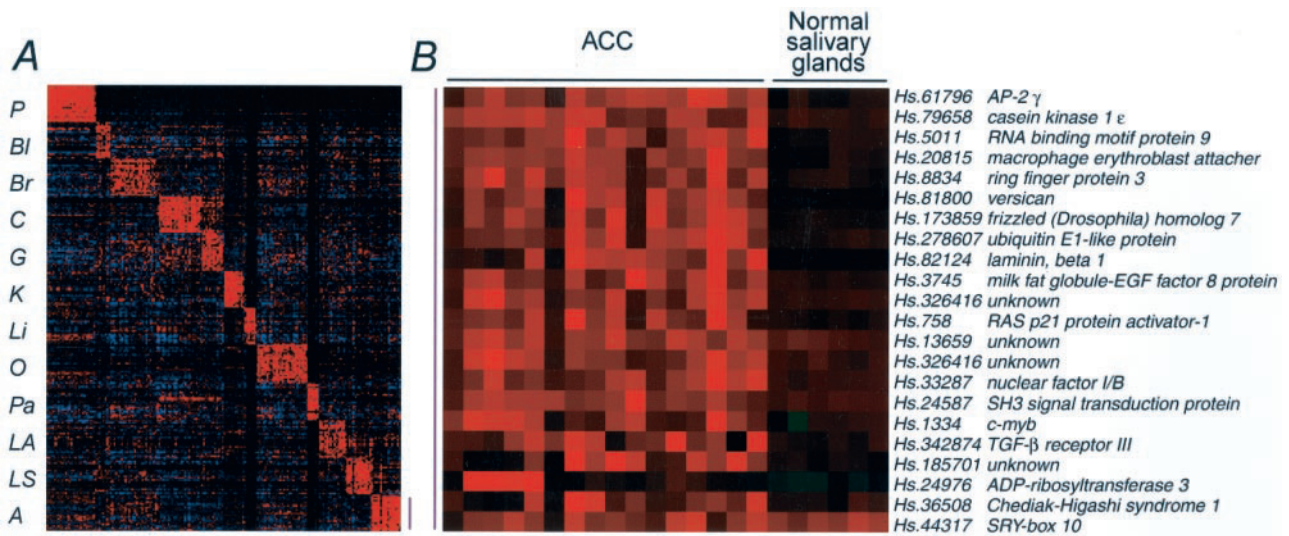 A
B
ACC
Normal
salivary
glands
P
Bl
Br
C
G
K
Li
O
Pa
LA
LS
A
Hs.61796 AP-2 γ
Hs.79658 casein kinase 1 ε
Hs.5011 RNA binding motif protein 9
Hs.20815 macrophage erythroblast attacher
Hs.8834 ring finger protein 3
Hs.81800 versican
Hs.173859 frizzled (Drosophila) homolog 7
Hs.278607 ubiquitin E1-like protein
Hs.82124 laminin, beta 1
Hs.3745 milk fat globule-EGF factor 8 protein
Hs.326416 unknown
Hs.758 RAS p21 protein activator-1
Hs.13659 unknown
Hs.326416 unknown
Hs.33287 nuclear factor I/B
Hs.24587 SH3 signal transduction protein
Hs.1334 c-myb
Hs.342874 TGF-β receptor III
Hs.185701 unknown
Hs.24976 ADP-ribosyltransferase 3
Hs.36508 Chediak-Higashi syndrome 1
Hs.44317 SRY-box 10